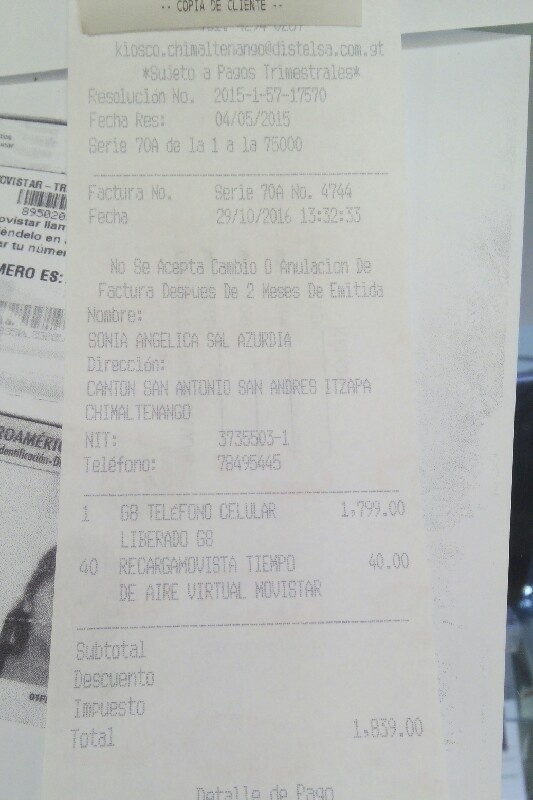 -- COPIA DE CLIENTE --
kiosco.chimaltenango@distelsa.com.gt
*Sujeto a Pagos Trimestrales*
Resolución No. 2015-1-57-17570
Fecha Res: 04/05/2015
Serie 70A de la 1 a la 75000
Factura No. Serie 70A No. 4744
Fecha 29/10/2016 13:32:33
No Se Acepta Cambio O Anulacion De
Factura Despues De 2 Meses De Emitida
Nombre:
SONIA ANGELICA SAL AZURDIA
Dirección:
CANTON SAN ANTONIO SAN ANDRES ITZAPA
CHIMALTENANGO
NIT: 3735503-1
Teléfono: 78495445
1 G8 TELÉFONO CELULAR 1,799.00
LIBERADO G8
40 RECARGAMOVISTA TIEMPO 40.00
DE AIRE VIRTUAL MOVISTAR
Subtotal
Descuento
Impuesto
Total 1,839.00
Detalle de Pago
OVISTAR - TR
895020
ovistar llam
éndelo en
ar tu númer
MERO ES:
ROAMÉRI
dentificación- D